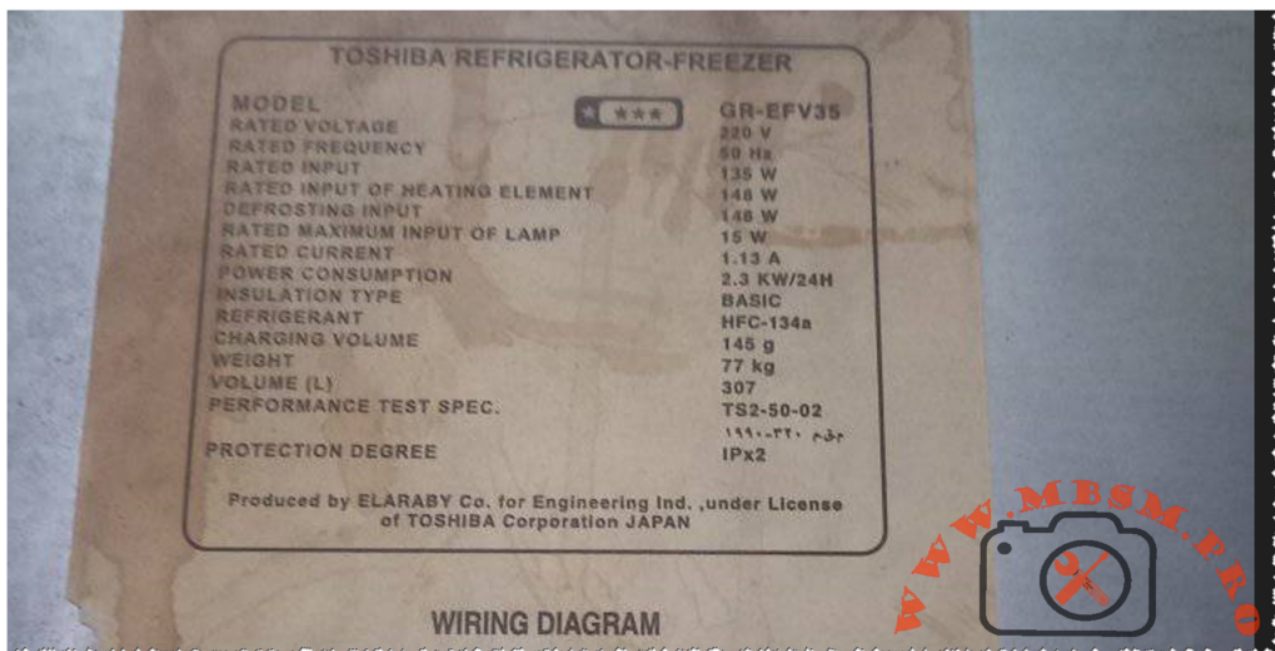 TOSHIBA REFRIGERATOR-FREEZER
MODEL GR-EFV35
RATED VOLTAGE 220 V
RATED FREQUENCY 50 Hz
RATED INPUT 135 W
RATED INPUT OF HEATING ELEMENT 146 W
DEFROSTING INPUT 146 W
RATED MAXIMUM INPUT OF LAMP 15 W
RATED CURRENT 1.13 A
POWER CONSUMPTION 2.3 KW/24H
INSULATION TYPE BASIC
REFRIGERANT HFC-134a
CHARGING VOLUME 145 g
WEIGHT 77 kg
VOLUME (L) 307
PERFORMANCE TEST SPEC. TS2-50-02
م.ق.م ٣٢٠-١٩٩٠
PROTECTION DEGREE IPx2
Produced by ELARABY Co. for Engineering Ind. ,under License
of TOSHIBA Corporation JAPAN
WIRING DIAGRAM
WWW.MBSM.PRO